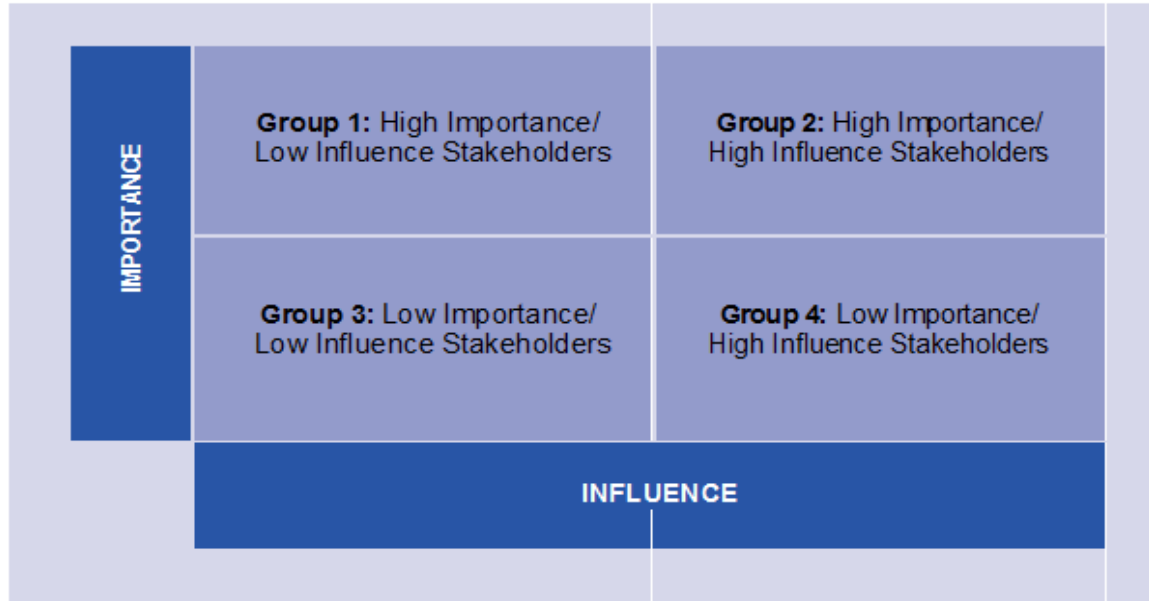 IMPORTANCE
Group 1: High Importance/
Low Influence Stakeholders
Group 2: High Importance/
High Influence Stakeholders
Group 3: Low Importance/
Low Influence Stakeholders
Group 4: Low Importance/
High Influence Stakeholders
INFLUENCE